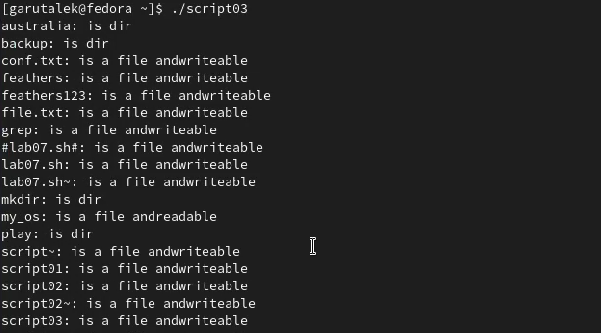 [garutalek@fedora ~]$ ./script03
australia: is dir
backup: is dir
conf.txt: is a file andwriteable
feathers: is a file andwriteable
feathers123: is a file andwriteable
file.txt: is a file andwriteable
grep: is a file andwriteable
#lab07.sh#: is a file andwriteable
lab07.sh: is a file andwriteable
lab07.sh~: is a file andwriteable
mkdir: is dir
my_os: is a file andreadable
play: is dir
script~: is a file andwriteable
script01: is a file andwriteable
script02: is a file andwriteable
script02~: is a file andwriteable
script03: is a file andwriteable